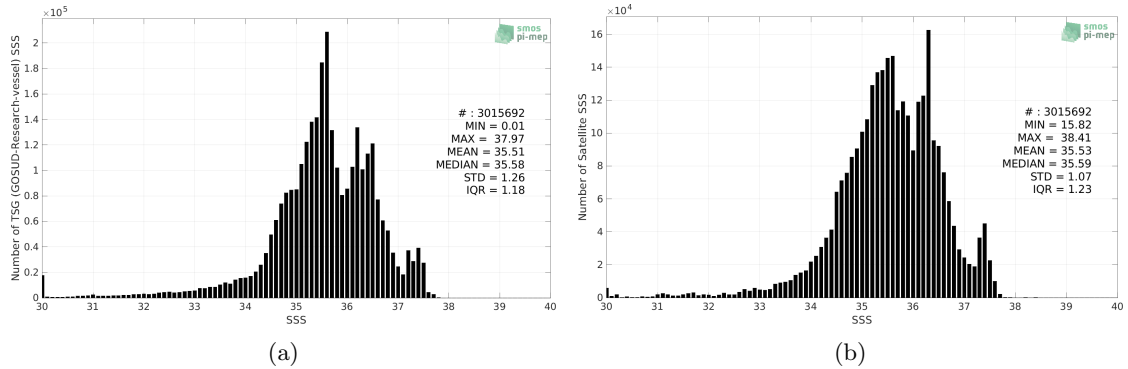 ×10⁵
Number of TSG (GOSUD-Research-vessel) SSS
2
1.8
1.6
1.4
1.2
1
0.8
0.6
0.4
0.2
0
30 31 32 33 34 35 36 37 38 39 40
SSS
smos
pi-mep
# : 3015692
MIN = 0.01
MAX = 37.97
MEAN = 35.51
MEDIAN = 35.58
STD = 1.26
IQR = 1.18
(a)
×10⁴
Number of Satellite SSS
16
14
12
10
8
6
4
2
0
30 31 32 33 34 35 36 37 38 39 40
SSS
smos
pi-mep
# : 3015692
MIN = 15.82
MAX = 38.41
MEAN = 35.53
MEDIAN = 35.59
STD = 1.07
IQR = 1.23
(b)